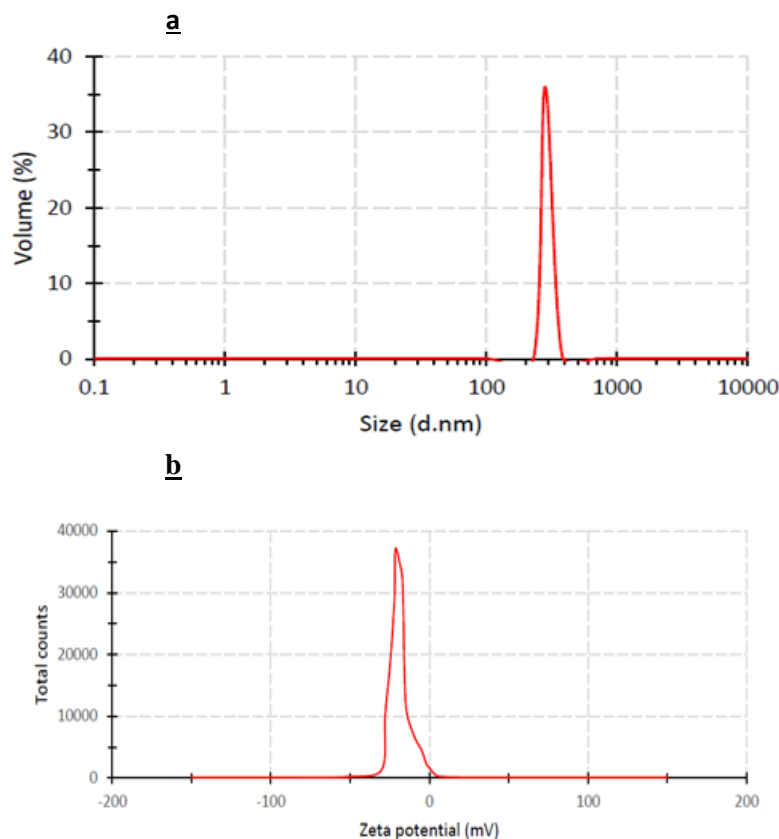 a
40
30
20
10
0
Volume (%)
0.1 1 10 100 1000 10000
Size (d.nm)
b
40000
30000
20000
10000
0
Total counts
-200 -100 0 100 200
Zeta potential (mV)